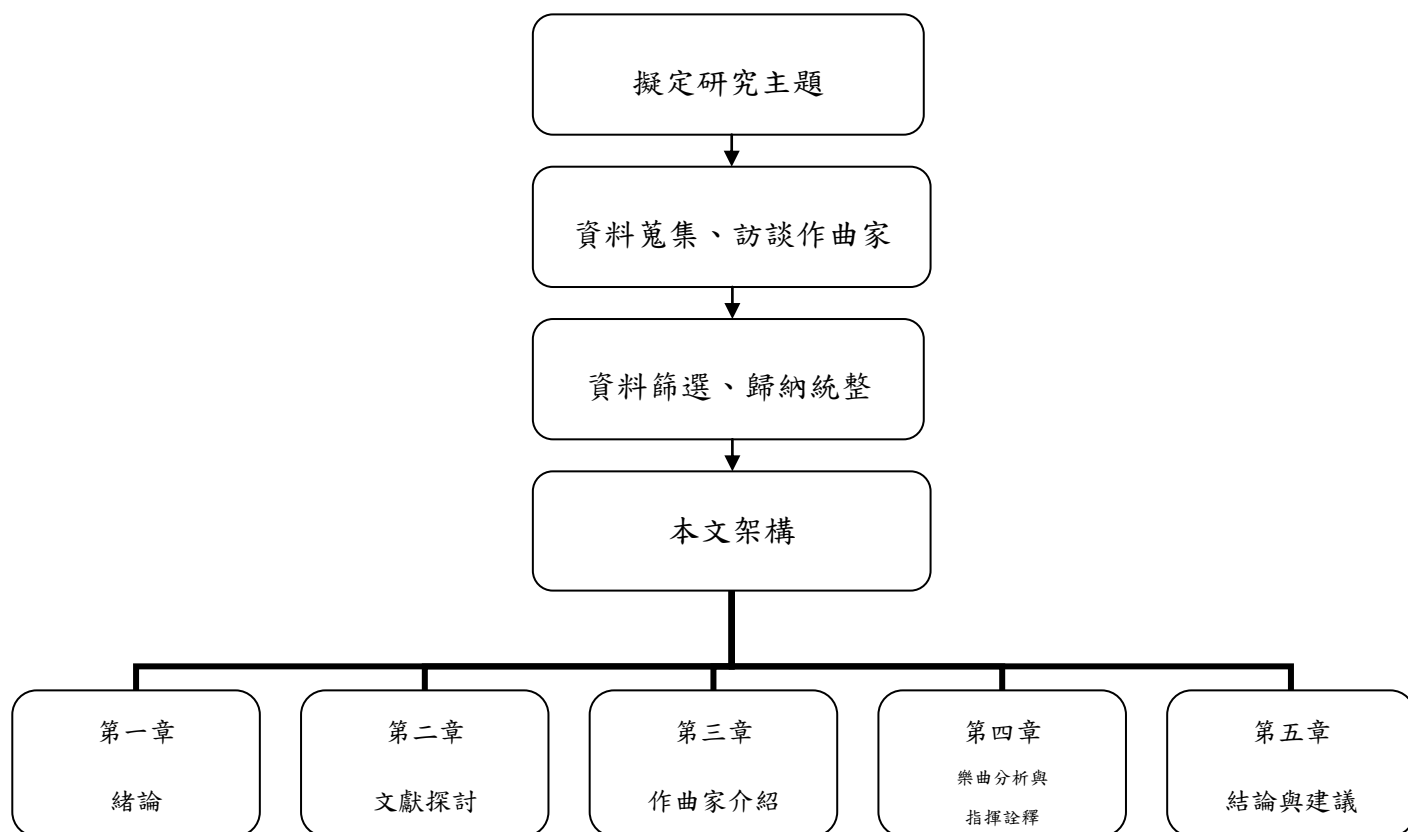 擬定研究主題
資料蒐集、訪談作曲家
資料篩選、歸納統整
本文架構
第一章
緒論
第二章
文獻探討
第三章
作曲家介紹
第四章
樂曲分析與
指揮詮釋
第五章
結論與建議